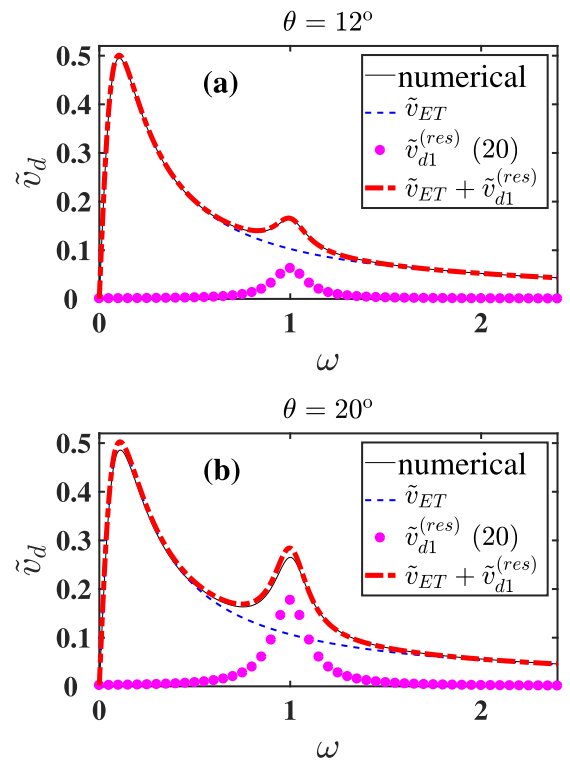 θ = 12°
(a)
numerical
ṽ_ET
ṽ_d1^(res) (20)
ṽ_ET + ṽ_d1^(res)
ṽ_d
0.5
0.4
0.3
0.2
0.1
0
0 1 2
ω
θ = 20°
(b)
numerical
ṽ_ET
ṽ_d1^(res) (20)
ṽ_ET + ṽ_d1^(res)
ṽ_d
0.5
0.4
0.3
0.2
0.1
0
0 1 2
ω